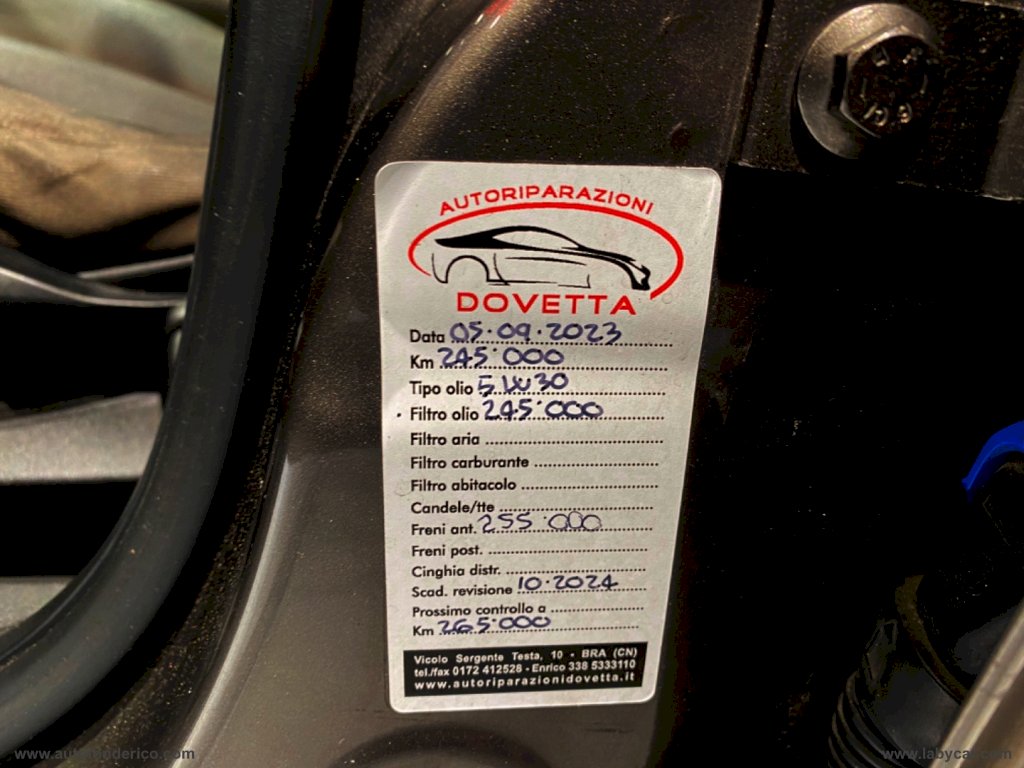 AUTORIPARAZIONI
DOVETTA
Data 05.09.2023
Km 245'000
Tipo olio 5W30
Filtro olio 245'000
Filtro aria
Filtro carburante
Filtro abitacolo
Candele/tte
Freni ant. 255'000
Freni post.
Cinghia distr.
Scad. revisione 10.2024
Prossimo controllo a
Km 265'000
Vicolo Sergente Testa, 10 - BRA (CN)
tel./fax 0172 412528 - Enrico 338 5333110
www.autoriparazionidovetta.it